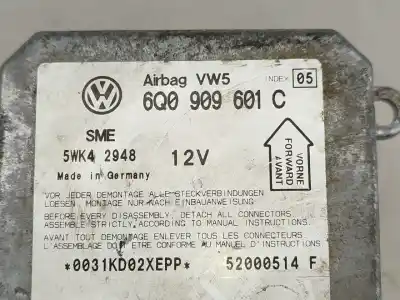 Airbag VW5
INDEX 05
6Q0 909 601 C
SME
5WK4 2948
12V
Made in Germany
VORNE
FORWARD
AVANT
VOR JEDER DEMONTAGE ALLE STECKVERBINDUNGEN
LOESEN, MONTAGE NUR NACH EINBAUANWEISUNG
BEFORE EVERY DISASSEMBLY, DETACH ALL CONNECTORS
ASSEMBLE STRICTLY, ACCORDING TO MANUAL INSTRUCTIONS.
AVANT TOUT DEMONTAGE ENLEVER TOUS LES CONNECTEURS
L'ASSEMBLAGE DOIT ETRE CONFORME AU MANUEL D'INSTRUCTIONS
*0031KD02XEPP*
52000514 F